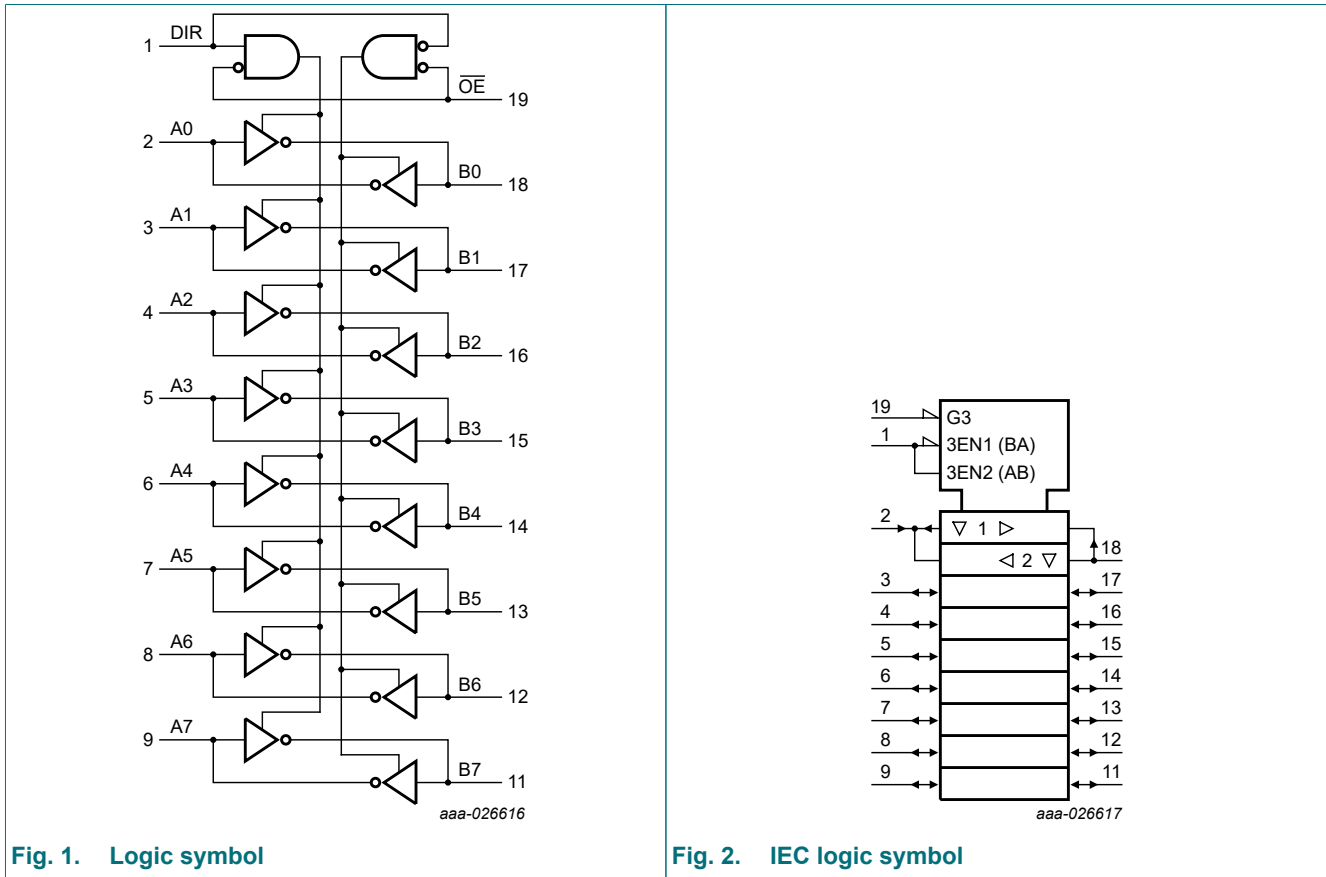 1 DIR
O̅E̅ 19
2 A0
B0 18
3 A1
B1 17
4 A2
B2 16
5 A3
B3 15
6 A4
B4 14
7 A5
B5 13
8 A6
B6 12
9 A7
B7 11
aaa-026616
Fig. 1. Logic symbol
19 G3
1 3EN1 (BA)
3EN2 (AB)
2 ▽ 1 ▷
◁ 2 ▽ 18
3 17
4 16
5 15
6 14
7 13
8 12
9 11
aaa-026617
Fig. 2. IEC logic symbol